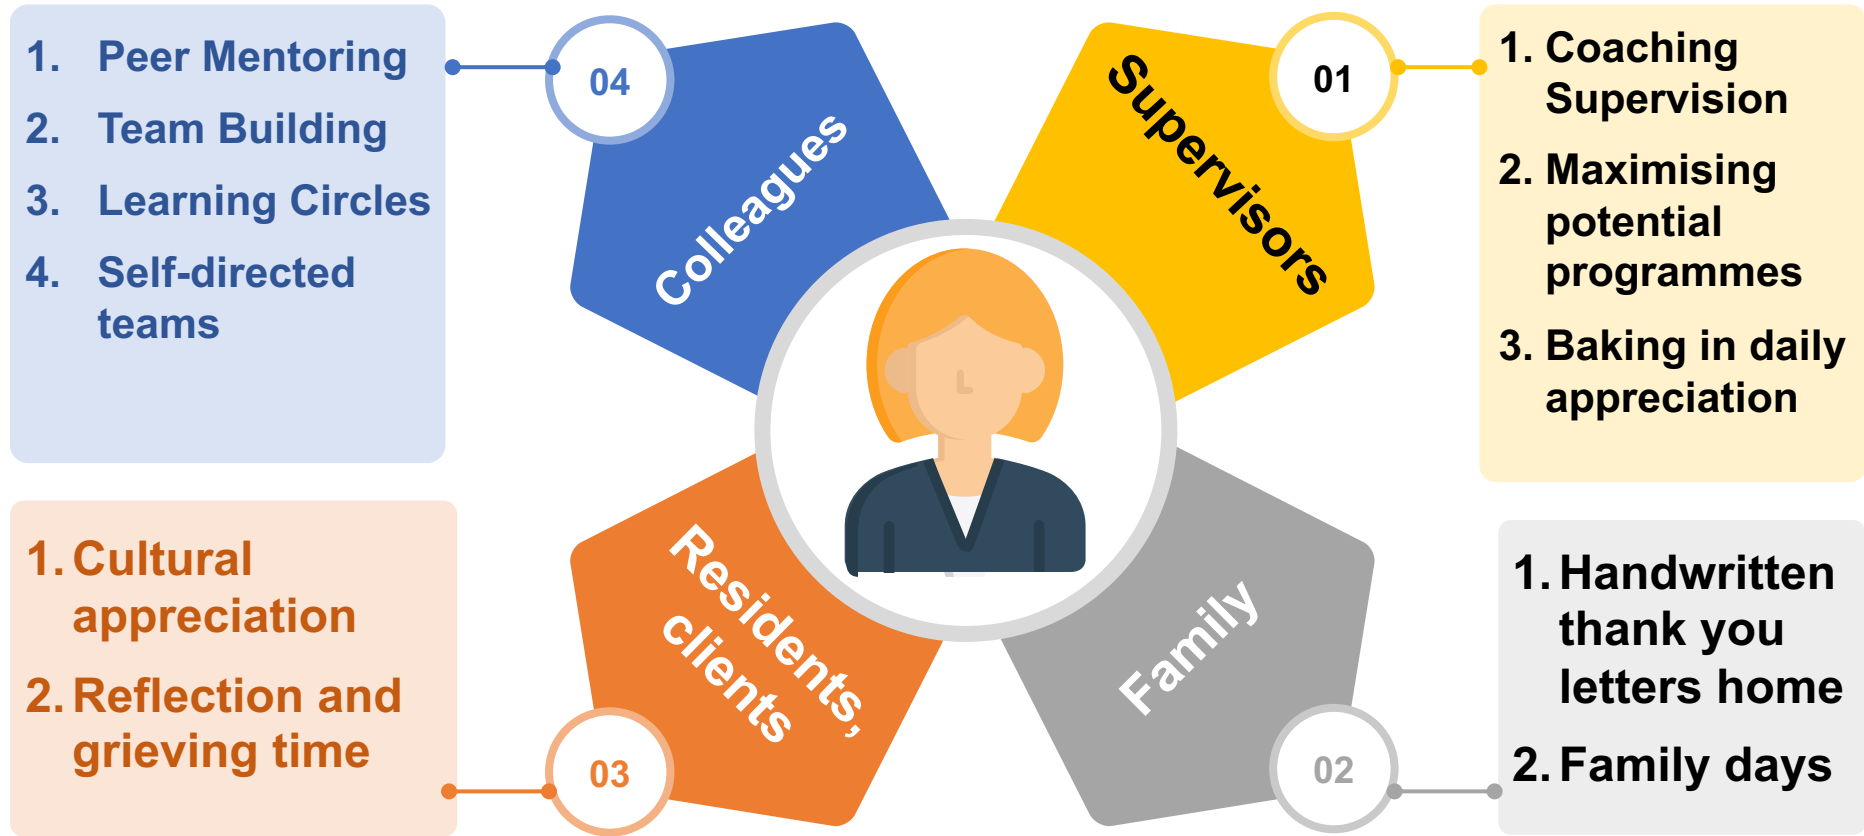 1. Peer Mentoring
2. Team Building
3. Learning Circles
4. Self-directed
teams
04
Colleagues
Supervisors
01
1. Coaching
Supervision
2. Maximising
potential
programmes
3. Baking in daily
appreciation
1. Cultural
appreciation
2. Reflection and
grieving time
03
Residents,
clients
Family
02
1. Handwritten
thank you
letters home
2. Family days